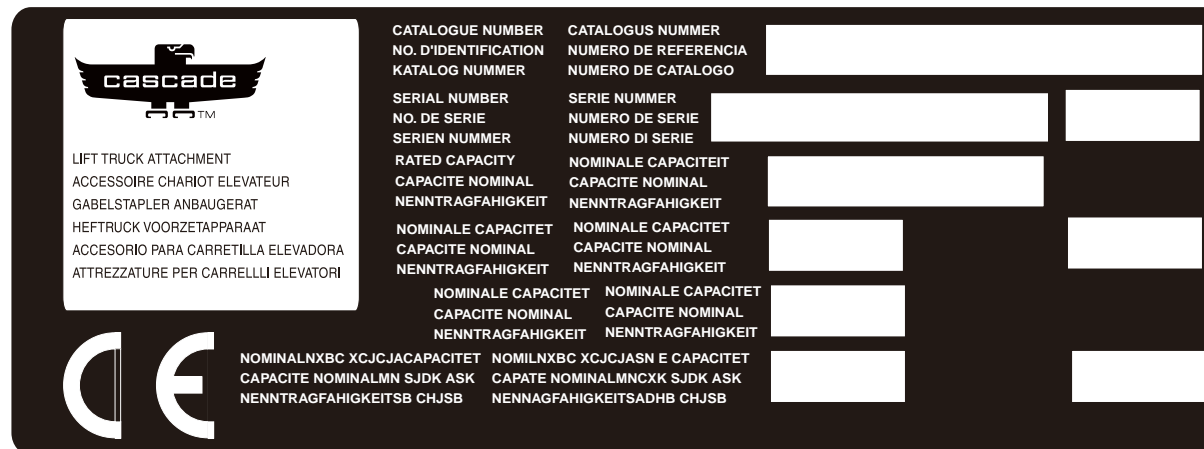 cascade
TM
LIFT TRUCK ATTACHMENT
ACCESSOIRE CHARIOT ELEVATEUR
GABELSTAPLER ANBAUGERAT
HEFTRUCK VOORZETAPPARAAT
ACCESORIO PARA CARRETILLA ELEVADORA
ATTREZZATURE PER CARRELLLI ELEVATORI
CE
CATALOGUE NUMBER CATALOGUS NUMMER
NO. D'IDENTIFICATION NUMERO DE REFERENCIA
KATALOG NUMMER NUMERO DE CATALOGO
SERIAL NUMBER SERIE NUMMER
NO. DE SERIE NUMERO DE SERIE
SERIEN NUMMER NUMERO DI SERIE
RATED CAPACITY NOMINALE CAPACITEIT
CAPACITE NOMINAL CAPACITE NOMINAL
NENNTRAGFAHIGKEIT NENNTRAGFAHIGKEIT
NOMINALE CAPACITET NOMINALE CAPACITET
CAPACITE NOMINAL CAPACITE NOMINAL
NENNTRAGFAHIGKEIT NENNTRAGFAHIGKEIT
NOMINALE CAPACITET NOMINALE CAPACITET
CAPACITE NOMINAL CAPACITE NOMINAL
NENNTRAGFAHIGKEIT NENNTRAGFAHIGKEIT
NOMINALNXBC XCJCJACAPACITET NOMILNXBC XCJCJASN E CAPACITET
CAPACITE NOMINALMN SJDK ASK CAPATE NOMINALMNCXK SJDK ASK
NENNTRAGFAHIGKEITSB CHJSB NENNAGFAHIGKEITSADHB CHJSB